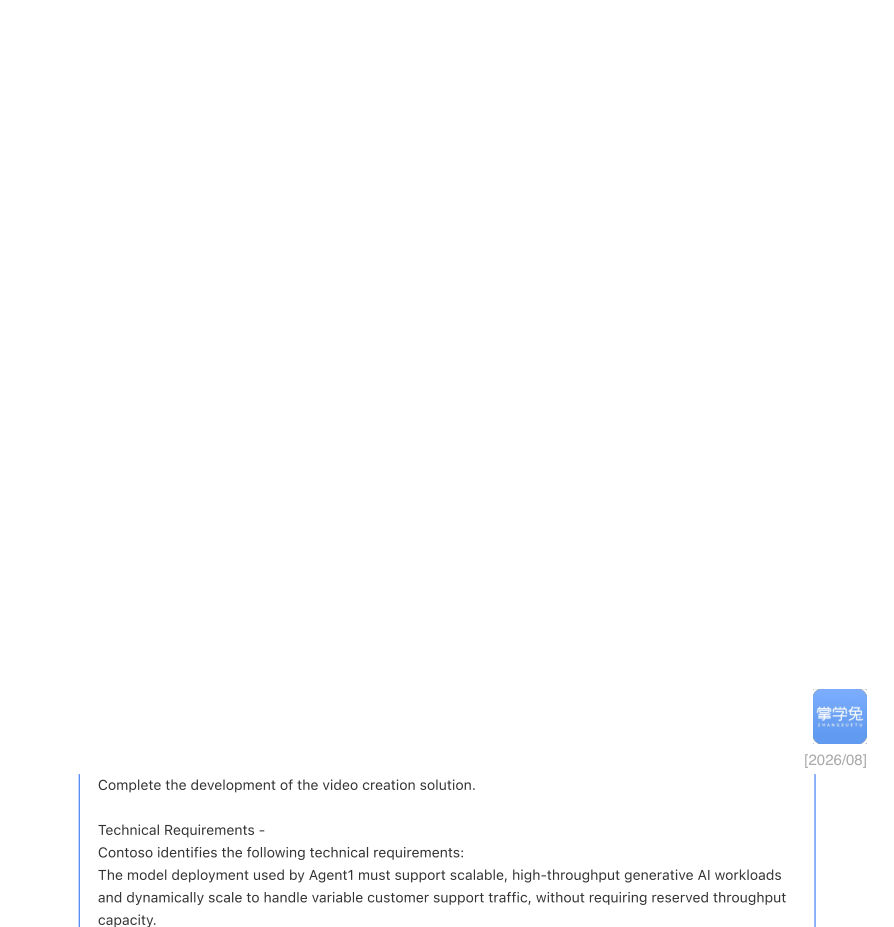 掌学兔
ZHANGXUETU
[2026/08]
Complete the development of the video creation solution.
Technical Requirements -
Contoso identifies the following technical requirements:
The model deployment used by Agent1 must support scalable, high-throughput generative AI workloads
and dynamically scale to handle variable customer support traffic, without requiring reserved throughput
capacity.